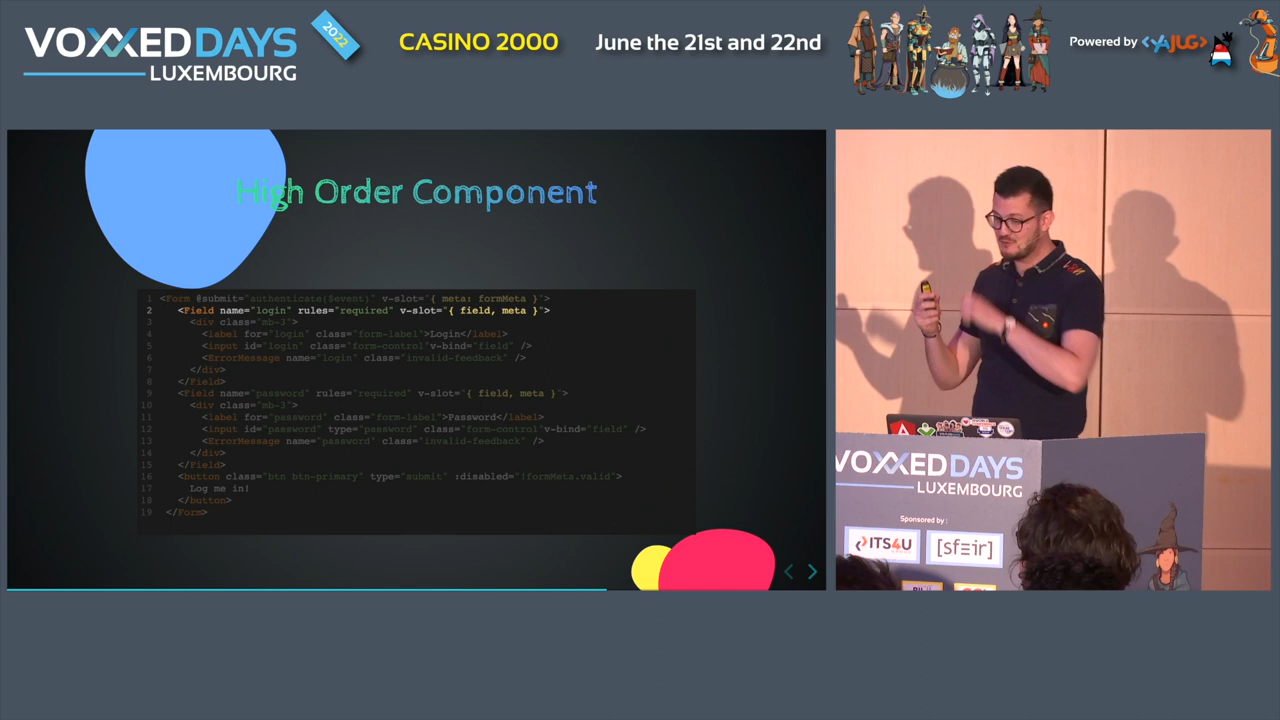 VOXXED DAYS
LUXEMBOURG
2022
CASINO 2000
June the 21st and 22nd
Powered by <YAJUG>
High Order Component
1 <Form @submit="authenticate($event)" v-slot="{ meta: formMeta }">
2 <Field name="login" rules="required" v-slot="{ field, meta }">
3 <div class="mb-3">
4 <label for="login" class="form-label">Login</label>
5 <input id="login" class="form-control"v-bind="field" />
6 <ErrorMessage name="login" class="invalid-feedback" />
7 </div>
8 </Field>
9 <Field name="password" rules="required" v-slot="{ field, meta }">
10 <div class="mb-3">
11 <label for="password" class="form-label">Password</label>
12 <input id="password" type="password" class="form-control"v-bind="field" />
13 <ErrorMessage name="password" class="invalid-feedback" />
14 </div>
15 </Field>
16 <button class="btn btn-primary" type="submit" :disabled="!formMeta.valid">
17 Log me in!
18 </button>
19 </Form>
VOXXED DAYS
LUXEMBOURG
Sponsored by :
ITS4U
[sfeir]